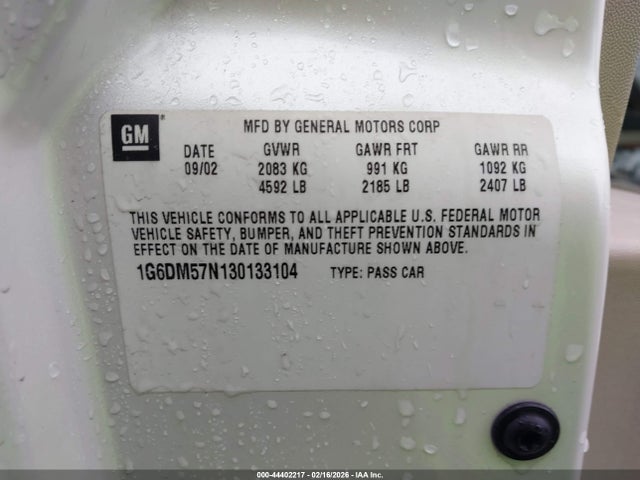 GM ®
MFD BY GENERAL MOTORS CORP
DATE GVWR GAWR FRT GAWR RR
09/02 2083 KG 991 KG 1092 KG
4592 LB 2185 LB 2407 LB
THIS VEHICLE CONFORMS TO ALL APPLICABLE U.S. FEDERAL MOTOR
VEHICLE SAFETY, BUMPER, AND THEFT PREVENTION STANDARDS IN
EFFECT ON THE DATE OF MANUFACTURE SHOWN ABOVE.
1G6DM57N130133104 TYPE: PASS CAR
000-44402217 - 02/16/2026 - IAA Inc.